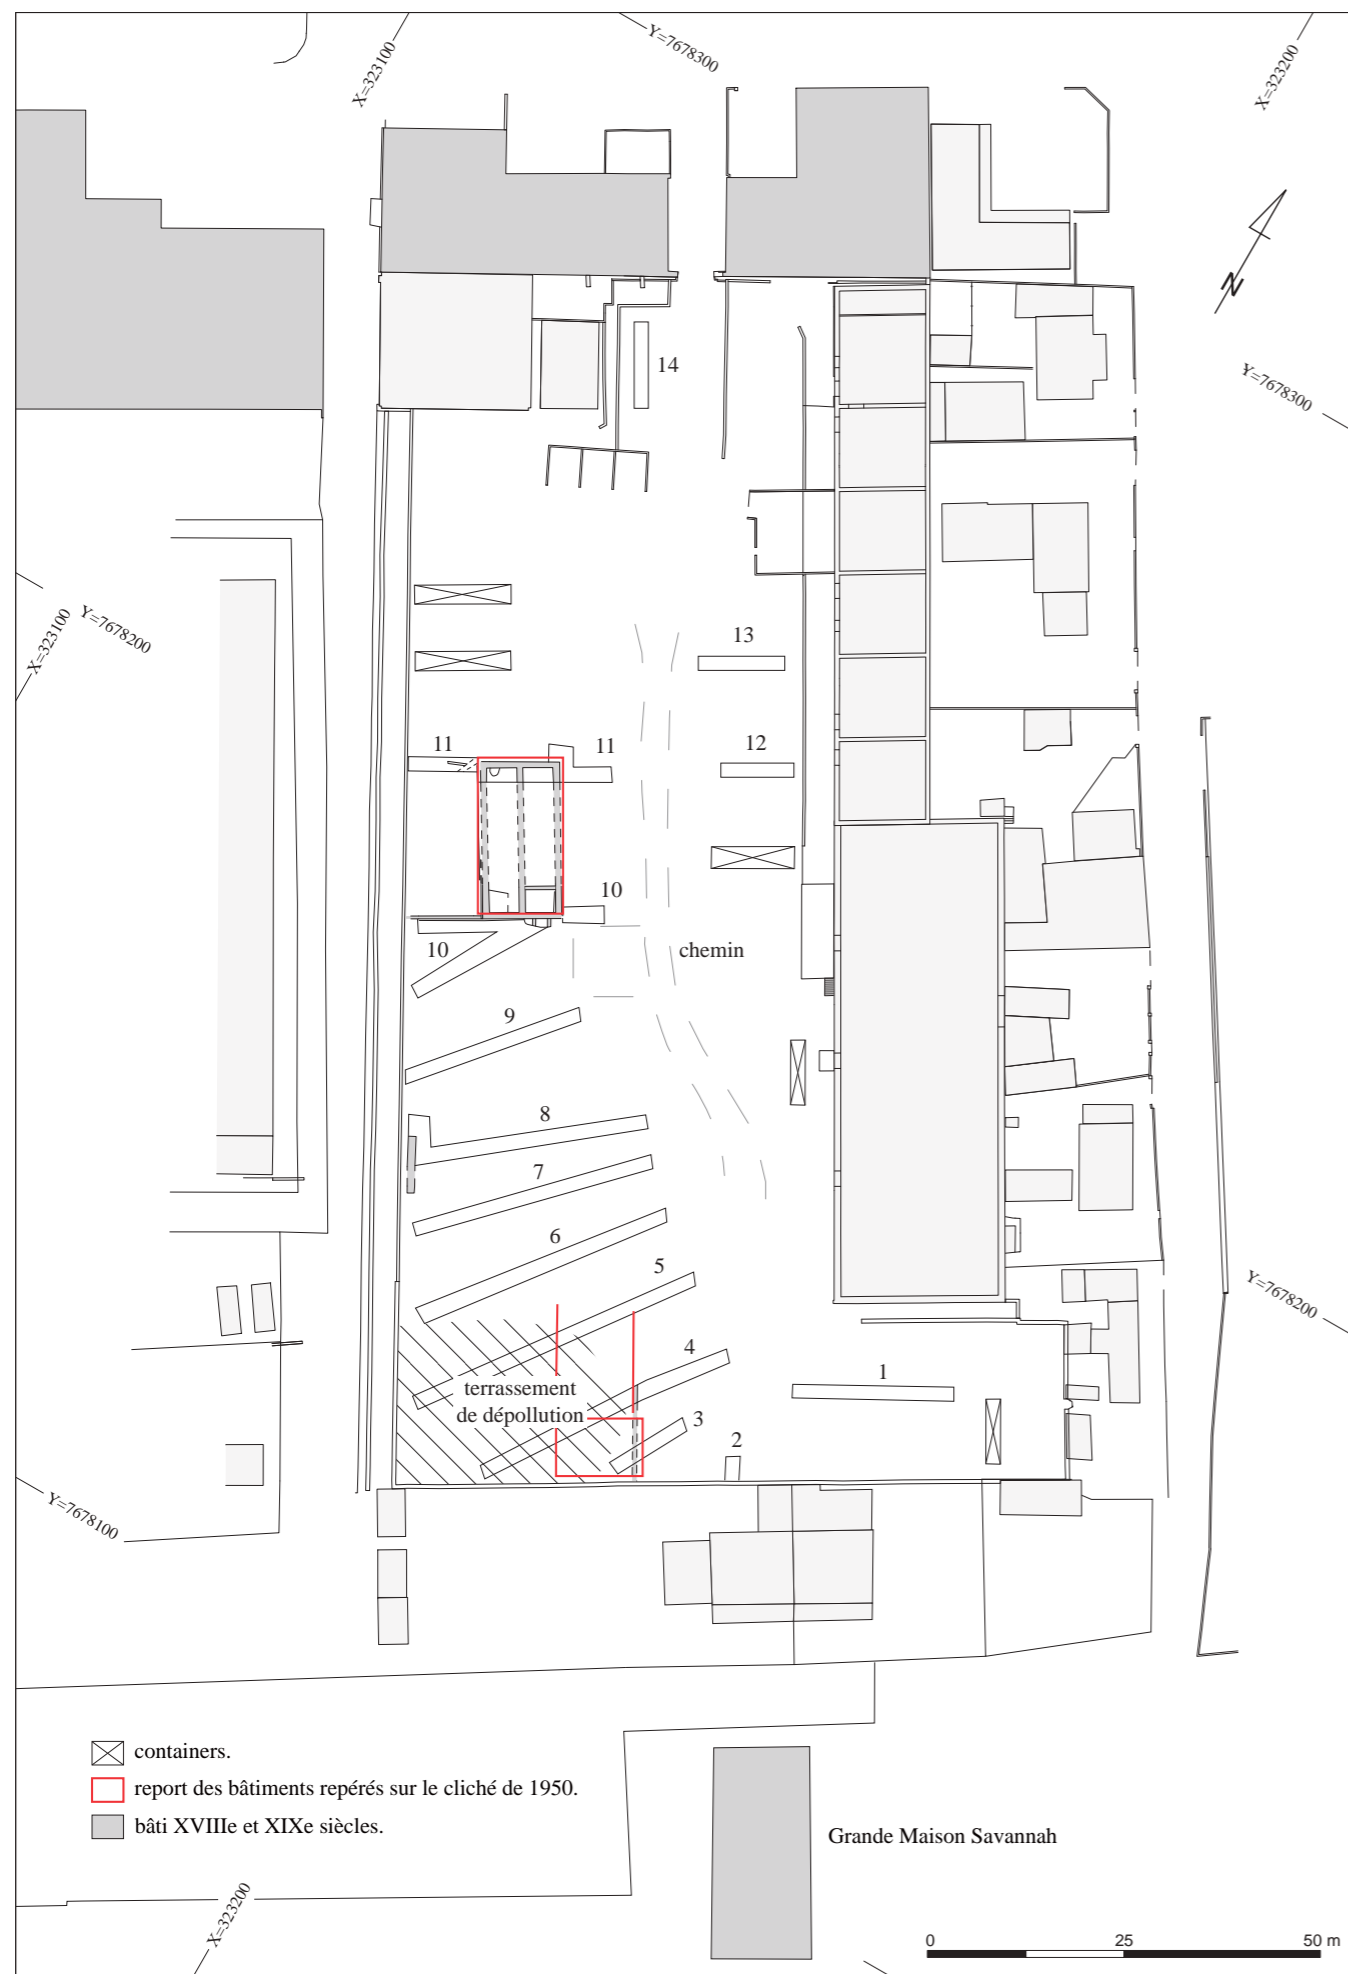 X=323100
Y=7678300
X=323200
14
Y=7678300
Y=7678200
X=323100
13
11
11
12
10
10
chemin
9
8
7
6
5
Y=7678200
4
1
terrassement
de dépollution
3
2
Y=7678100
containers.
report des bâtiments repérés sur le cliché de 1950.
bâti XVIIIe et XIXe siècles.
Grande Maison Savannah
X=323200
0 25 50 m
N